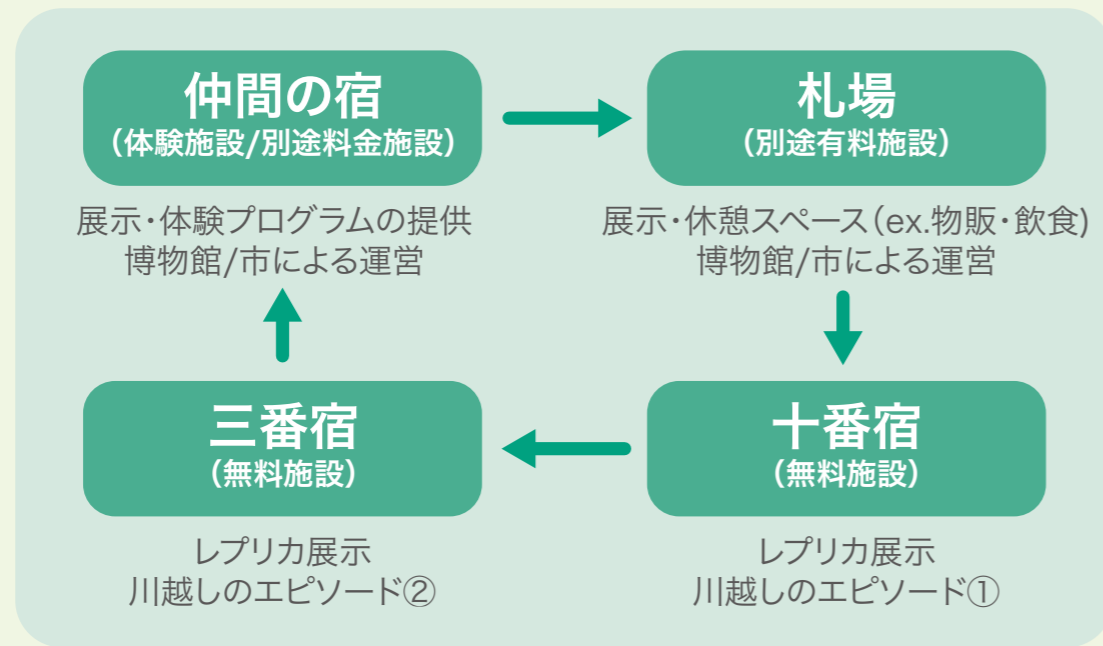 仲間の宿
（体験施設/別途料金施設）
展示・体験プログラムの提供
博物館/市による運営
札場
（別途有料施設）
展示・休憩スペース（ex.物販・飲食)
博物館/市による運営
三番宿
（無料施設）
レプリカ展示
川越しのエピソード②
十番宿
（無料施設）
レプリカ展示
川越しのエピソード①